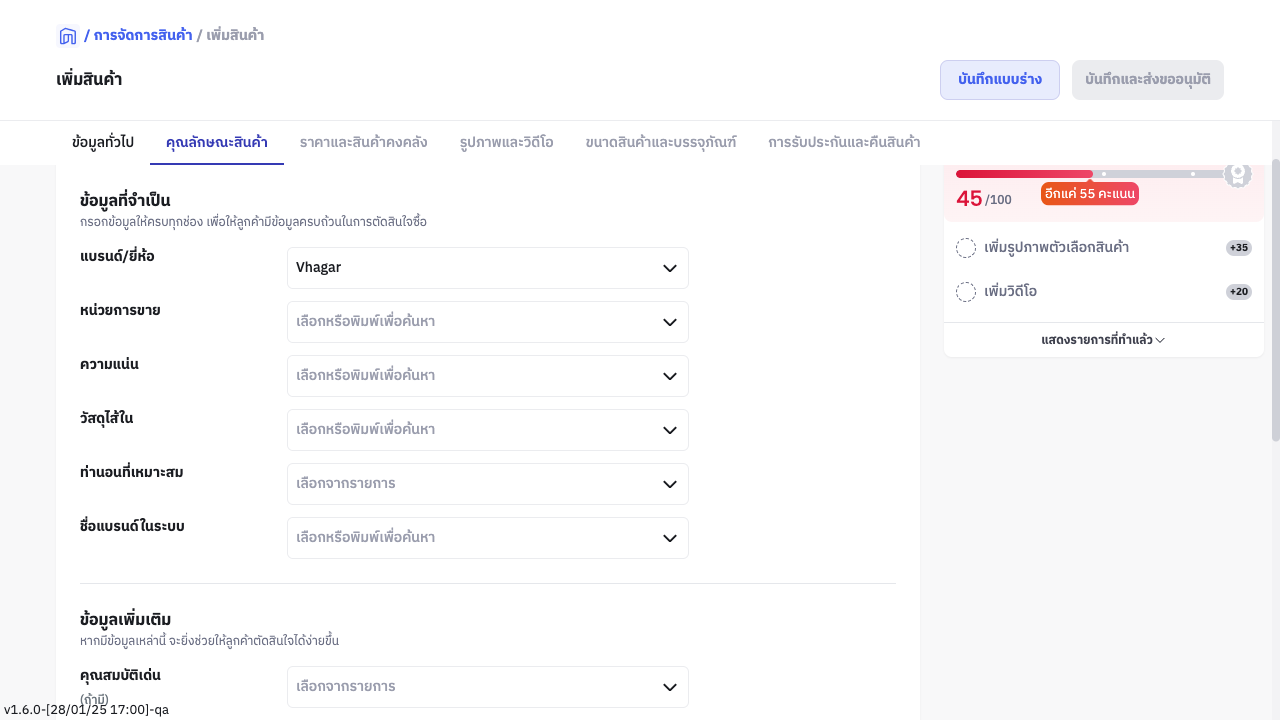 / การจัดการสินค้า / เพิ่มสินค้า
เพิ่มสินค้า
บันทึกแบบร่าง
บันทึกและส่งขออนุมัติ
ข้อมูลทั่วไป
คุณลักษณะสินค้า
ราคาและสินค้าคงคลัง
รูปภาพและวิดีโอ
ขนาดสินค้าและบรรจุภัณฑ์
การรับประกันและคืนสินค้า
ข้อมูลที่จำเป็น
กรอกข้อมูลให้ครบทุกช่อง เพื่อให้ลูกค้ามีข้อมูลครบถ้วนในการตัดสินใจซื้อ
แบรนด์/ยี่ห้อ
Vhagar
หน่วยการขาย
เลือกหรือพิมพ์เพื่อค้นหา
ความแน่น
เลือกหรือพิมพ์เพื่อค้นหา
วัสดุไส้ใน
เลือกหรือพิมพ์เพื่อค้นหา
ท่านอนที่เหมาะสม
เลือกจากรายการ
ชื่อแบรนด์ในระบบ
เลือกหรือพิมพ์เพื่อค้นหา
ข้อมูลเพิ่มเติม
หากมีข้อมูลเหล่านี้ จะยิ่งช่วยให้ลูกค้าตัดสินใจได้ง่ายขึ้น
คุณสมบัติเด่น
(ถ้ามี)
เลือกจากรายการ
45/100
อีกแค่ 55 คะแนน
เพิ่มรูปภาพตัวเลือกสินค้า
+35
เพิ่มวิดีโอ
+20
แสดงรายการที่ทำแล้ว
v1.6.0-[28/01/25 17:00]-qa